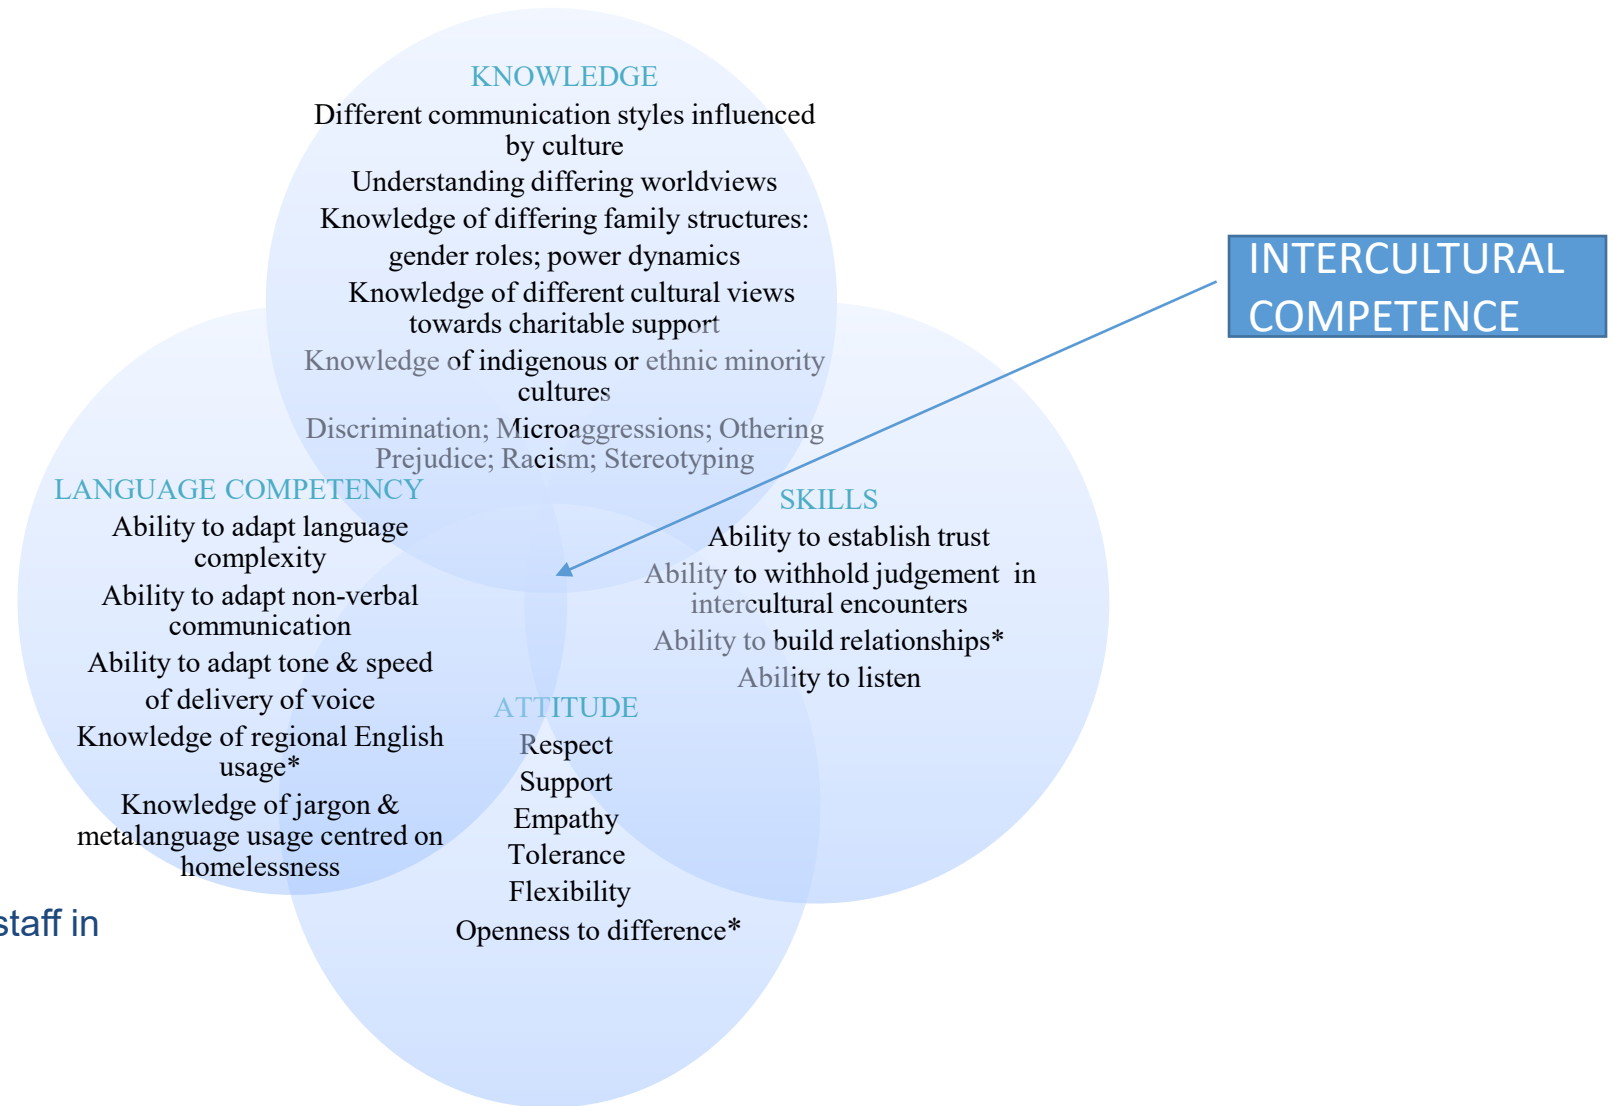 KNOWLEDGE
Different communication styles influenced
by culture
Understanding differing worldviews
Knowledge of differing family structures:
gender roles; power dynamics
Knowledge of different cultural views
towards charitable support
Knowledge of indigenous or ethnic minority
cultures
Discrimination; Microaggressions; Othering
Prejudice; Racism; Stereotyping
INTERCULTURAL
COMPETENCE
LANGUAGE COMPETENCY
Ability to adapt language
complexity
Ability to adapt non-verbal
communication
Ability to adapt tone & speed
of delivery of voice
Knowledge of regional English
usage*
Knowledge of jargon &
metalanguage usage centred on
homelessness
SKILLS
Ability to establish trust
Ability to withhold judgement in
intercultural encounters
Ability to build relationships*
Ability to listen
ATTITUDE
Respect
Support
Empathy
Tolerance
Flexibility
Openness to difference*
staff in